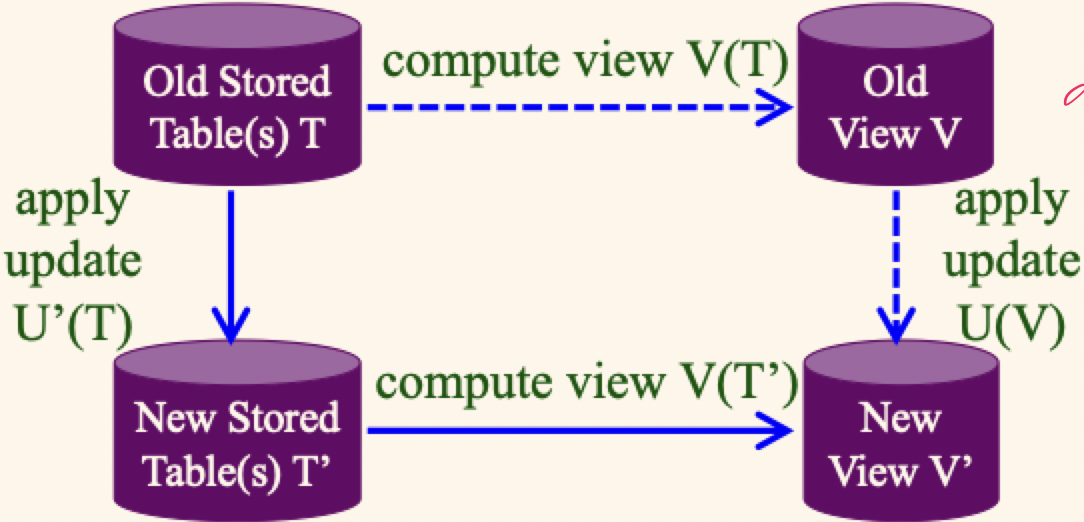 Old Stored
Table(s) T
compute view V(T)
Old
View V
apply
update
U’(T)
apply
update
U(V)
New Stored
Table(s) T’
compute view V(T’)
New
View V’